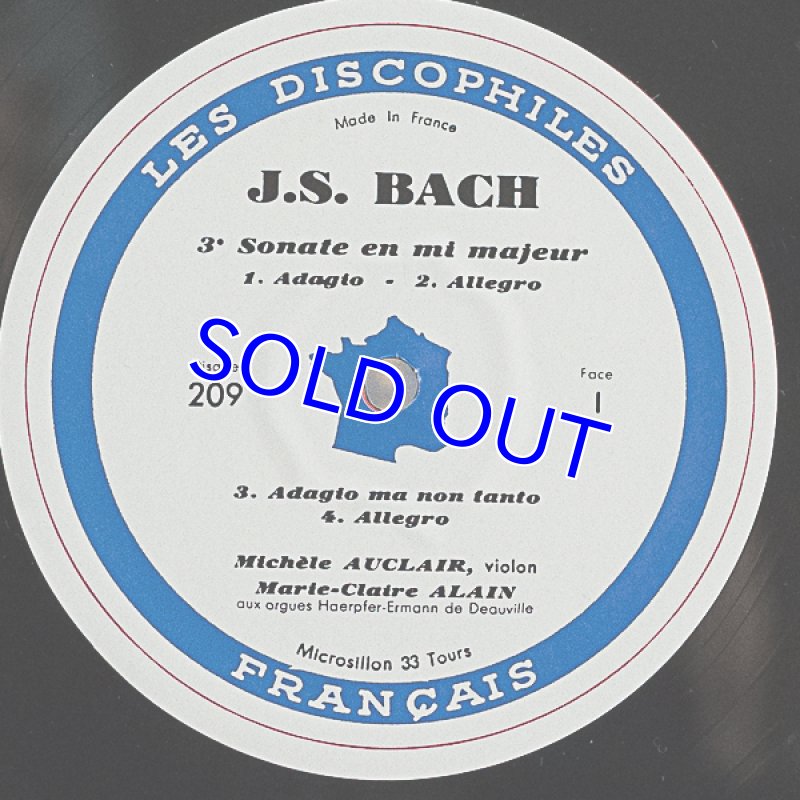 LES DISCOPHILES
Made In France
J.S. BACH
3e Sonate en mi majeur
1. Adagio - 2. Allegro
SOLD OUT
209
Face
I
3. Adagio ma non tanto
4. Allegro
Michèle AUCLAIR, violon
Marie-Claire ALAIN
aux orgues Haerpfer-Ermann de Deauville
Microsillon 33 Tours
FRANÇAIS